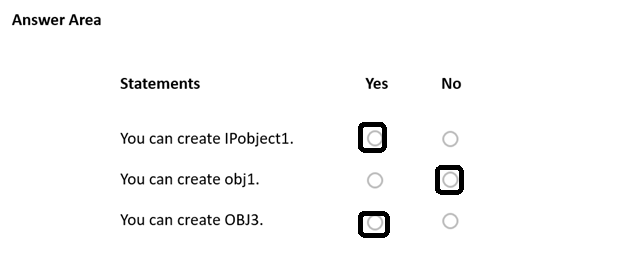 Answer Area
Statements Yes No
You can create IPobject1.
You can create obj1.
You can create OBJ3.